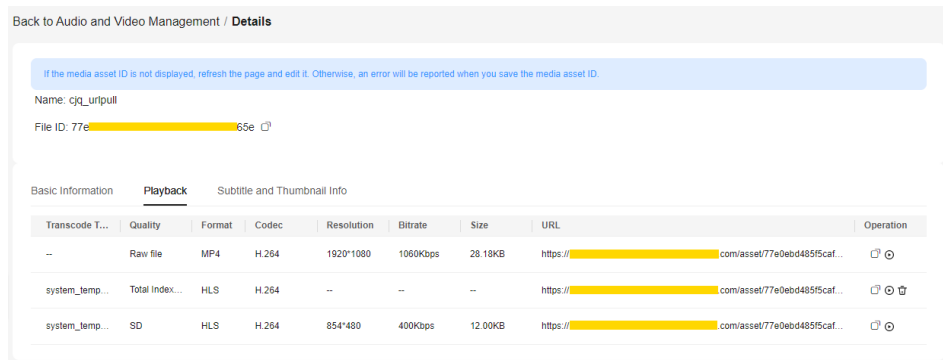 Back to Audio and Video Management / Details
If the media asset ID is not displayed, refresh the page and edit it. Otherwise, an error will be reported when you save the media asset ID.
Name: cjq_urlpull
File ID: 77e 65e
Basic Information Playback Subtitle and Thumbnail Info
Transcode T... Quality Format Codec Resolution Bitrate Size URL Operation
-- Raw file MP4 H.264 1920*1080 1060Kbps 28.18KB https:// .com/asset/77e0ebd485f5caf...
system_temp... Total Index... HLS H.264 -- -- -- https:// .com/asset/77e0ebd485f5caf...
system_temp... SD HLS H.264 854*480 400Kbps 12.00KB https:// .com/asset/77e0ebd485f5caf...